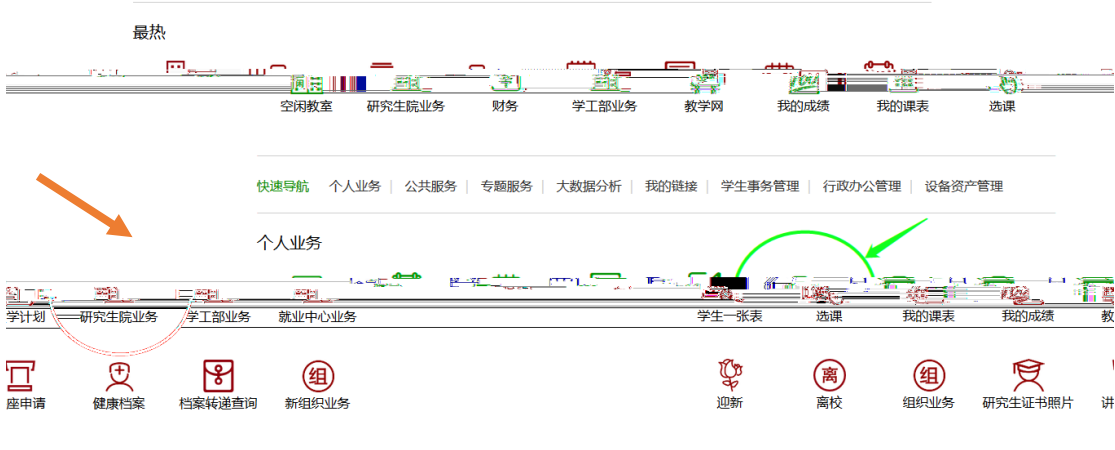 最热
空闲教室 研究生院业务 财务 学工部业务 教学网 我的成绩 我的课表 选课
快速导航 个人业务 | 公共服务 | 专题服务 | 大数据分析 | 我的链接 | 学生事务管理 | 行政办公管理 | 设备资产管理
个人业务
学计划 研究生院业务 学工部业务 就业中心业务 学生一张表 选课 我的课表 我的成绩 教
组 离 组
座申请 健康档案 档案转递查询 新组织业务 迎新 离校 组织业务 研究生证书照片 讲